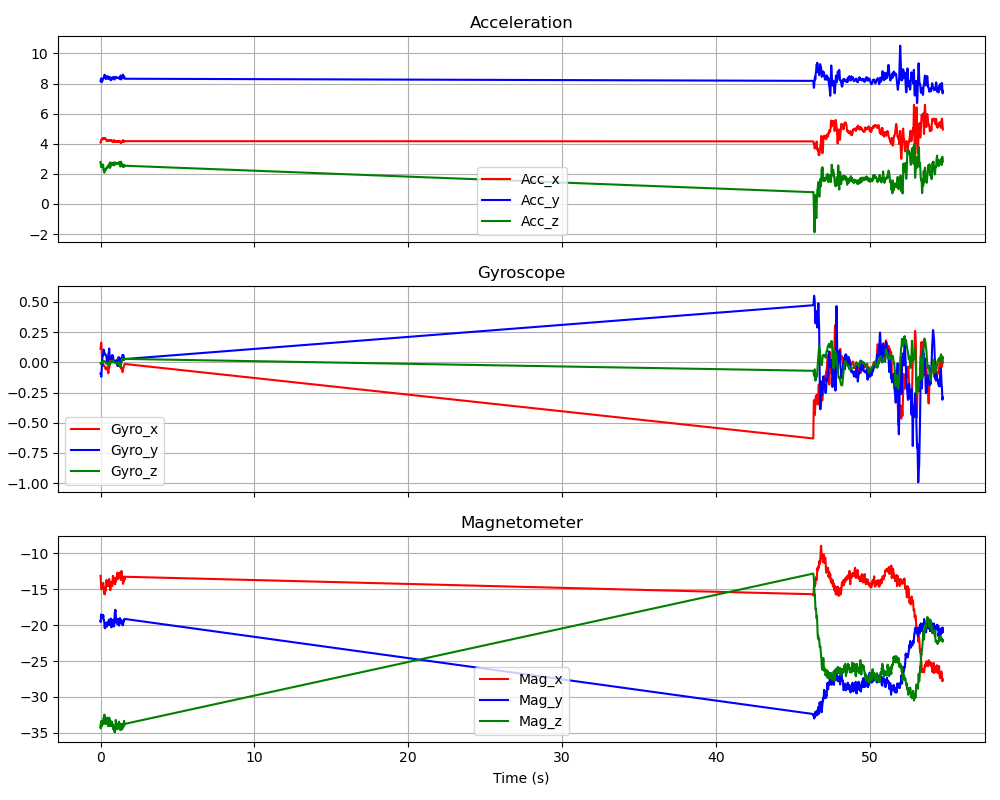 Acceleration
10
8
6
4
2
0
−2
Acc_x
Acc_y
Acc_z
Gyroscope
0.50
0.25
0.00
−0.25
−0.50
−0.75
−1.00
Gyro_x
Gyro_y
Gyro_z
Magnetometer
−10
−15
−20
−25
−30
−35
Mag_x
Mag_y
Mag_z
0 10 20 30 40 50
Time (s)